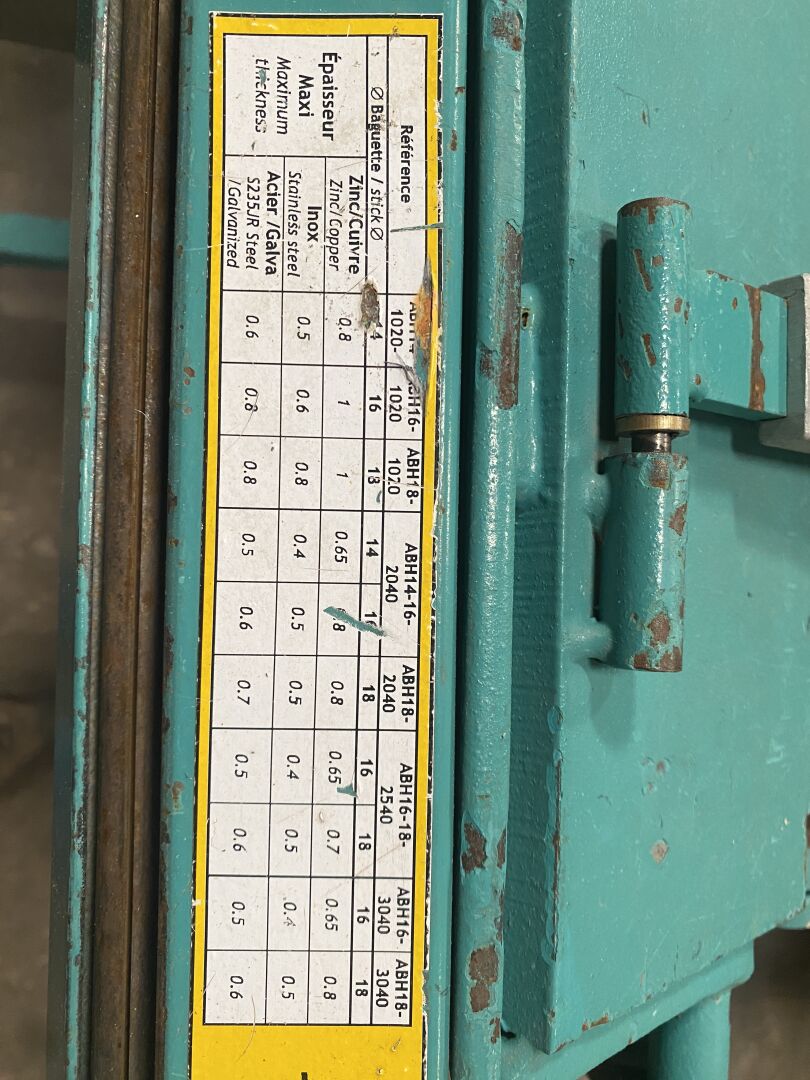 Référence
1020-
1020
ABH18-
1020
ABH14-16-
2040
ABH18-
2040
ABH16-18-
2540
ABH16-
3040
ABH18-
3040
Ø Baguette / stick Ø
16
18
14
16
18
16
18
16
18
Épaisseur
Maxi
Maximum
thickness
Zinc/Cuivre
Zinc/Copper
0.8
1
1
0.65
0.8
0.65
0.7
0.65
0.8
Inox
Stainless steel
0.5
0.6
0.8
0.4
0.5
0.5
0.4
0.5
0.4
0.5
Acier /Galva
S235JR Steel
/Galvanized
0.6
0.8
0.8
0.5
0.6
0.7
0.5
0.6
0.5
0.6